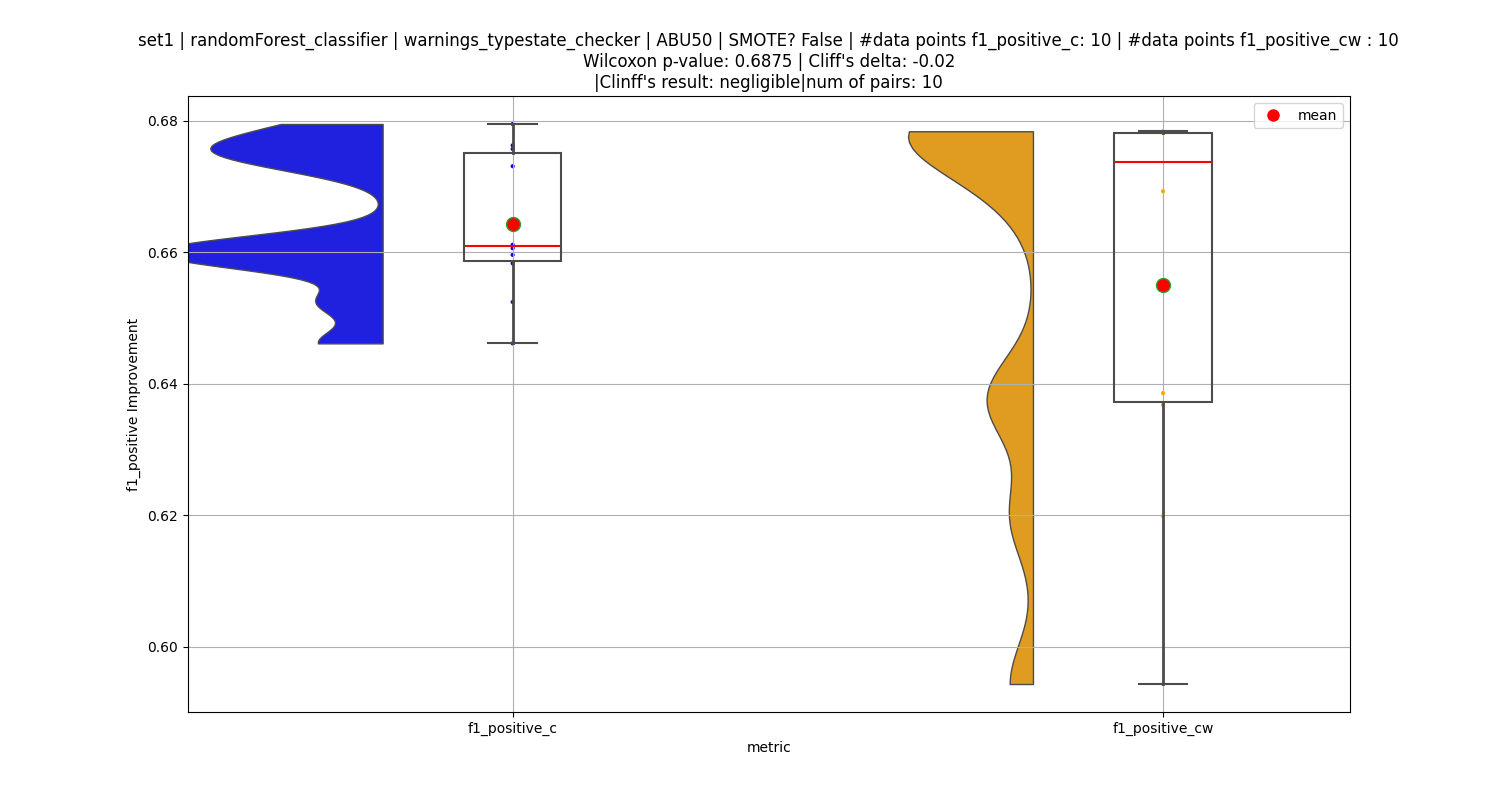 set1 | randomForest_classifier | warnings_typestate_checker | ABU50 | SMOTE? False | #data points f1_positive_c: 10 | #data points f1_positive_cw : 10
Wilcoxon p-value: 0.6875 | Cliff's delta: -0.02
|Clinff's result: negligible|num of pairs: 10
mean
0.68
0.66
0.64
0.62
0.60
f1_positive Improvement
f1_positive_c
f1_positive_cw
metric